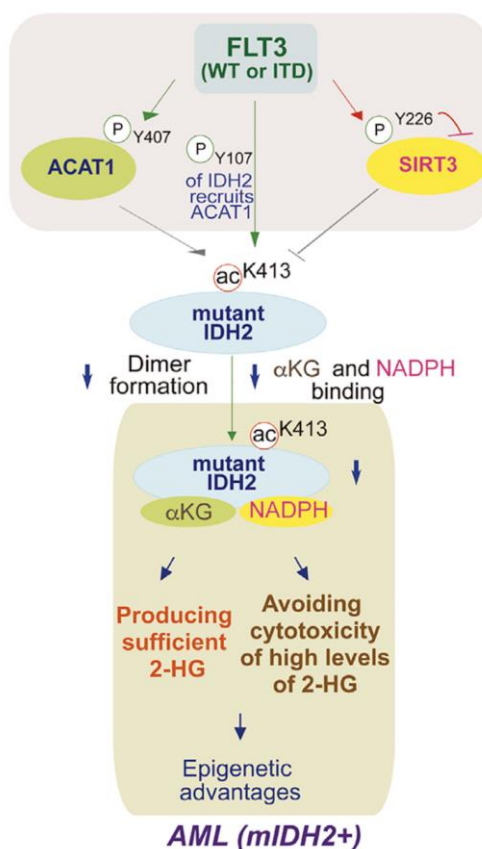 FLT3
(WT or ITD)
P Y407
P Y226
P Y107
ACAT1
of IDH2
recruits
ACAT1
SIRT3
ac K413
mutant
IDH2
Dimer
formation
αKG and NADPH
binding
ac K413
mutant
IDH2
αKG NADPH
Producing
sufficient
2-HG
Avoiding
cytotoxicity
of high levels
of 2-HG
Epigenetic
advantages
AML (mIDH2+)